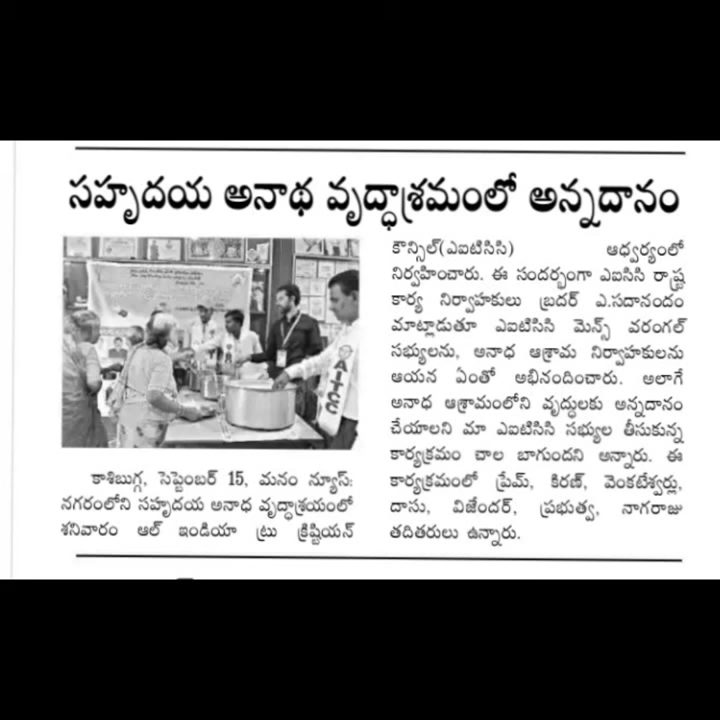 సహృదయ అనాథ వృద్ధాశ్రమంలో అన్నదానం
AITCC
కాశిబుగ్గ, సెప్టెంబర్ 15, మనం న్యూస్:
నగరంలోని సహృదయ అనాధ వృద్ధాశ్రయంలో
శనివారం ఆల్ ఇండియా ట్రు క్రిష్టియన్
కౌన్సిల్(ఎఐటిసిసి) ఆధ్వర్యంలో
నిర్వహించారు. ఈ సందర్భంగా ఎఐసిసి రాష్ట్ర
కార్య నిర్వాహకులు బ్రదర్ ఎ.సదానందం
మాట్లాడుతూ ఎఐటిసిసి మెన్స్ వరంగల్
సభ్యులను, అనాధ ఆశ్రామ నిర్వాహకులను
ఆయన ఏంతో అభినందించారు. అలాగే
అనాధ ఆశ్రామంలోని వృద్ధులకు అన్నదానం
చేయాలని మా ఎఐటిసిసి సభ్యుల తీసుకున్న
కార్యక్రమం చాల బాగుందని అన్నారు. ఈ
కార్యక్రమంలో ప్రేమ్, కిరణ్, వెంకటేశ్వర్లు,
దాసు, విజేందర్, ప్రభుత్వ, నాగరాజు
తదితరులు ఉన్నారు.